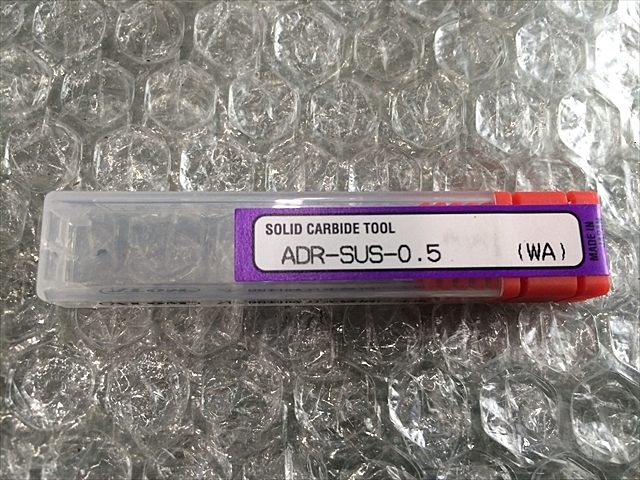 SOLID CARBIDE TOOL
ADR-SUS-0.5 (WA)
MADE IN